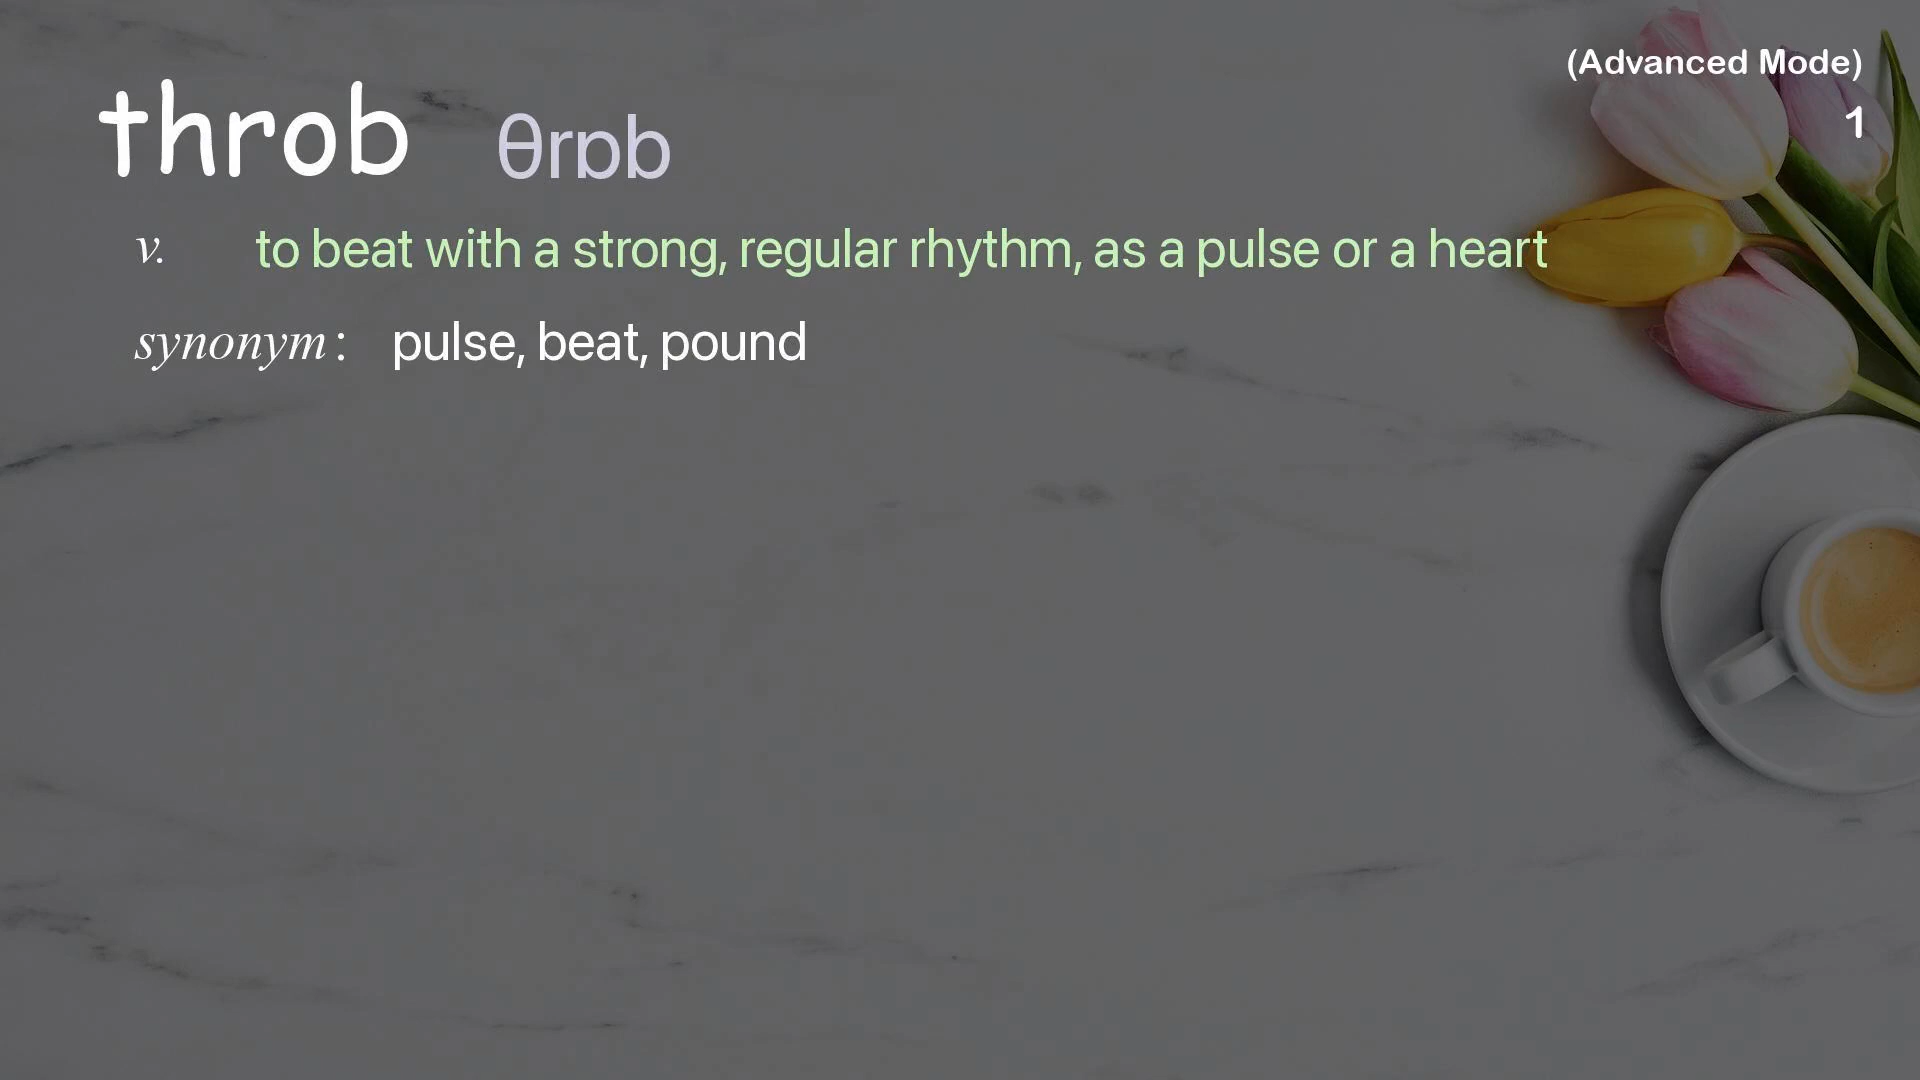 (Advanced Mode)
1
throb θrɒb
v. to beat with a strong, regular rhythm, as a pulse or a heart
synonym: pulse, beat, pound